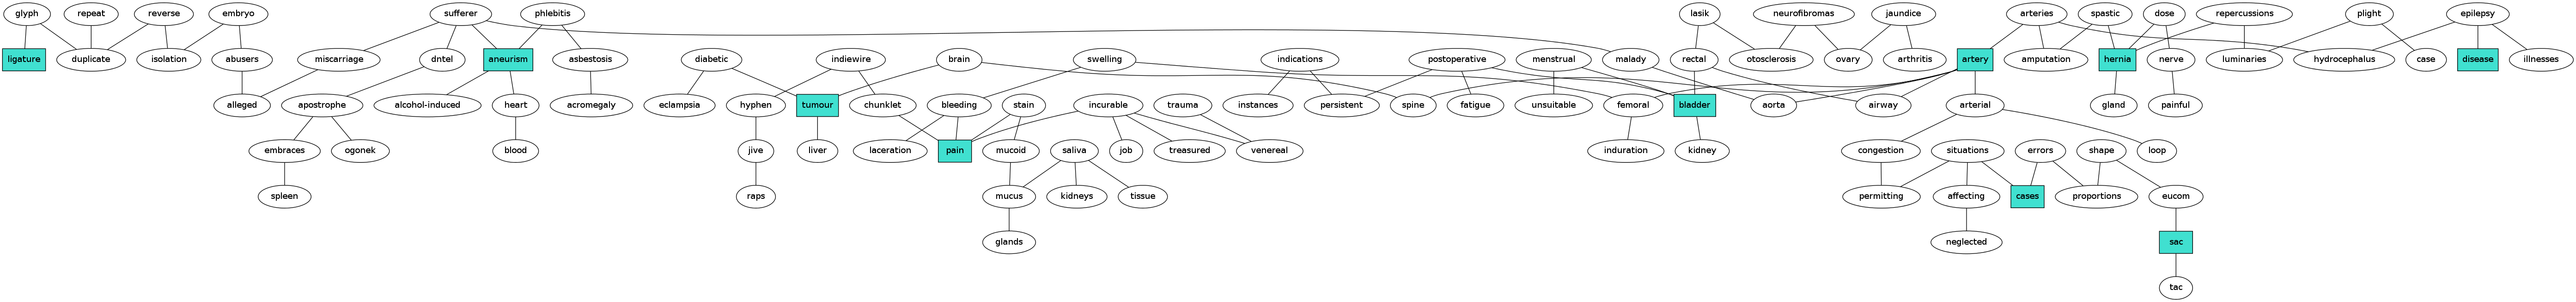 glyph repeat reverse embryo sufferer phlebitis lasik neurofibromas jaundice arteries spastic dose repercussions plight epilepsy
ligature duplicate isolation abusers miscarriage dntel aneurism asbestosis diabetic indiewire brain swelling indications postoperative menstrual malady rectal otosclerosis ovary arthritis artery amputation hernia nerve luminaries hydrocephalus case disease illnesses
alleged apostrophe alcohol-induced heart acromegaly eclampsia hyphen tumour chunklet bleeding stain incurable trauma instances persistent spine fatigue unsuitable femoral bladder aorta airway arterial gland painful
embraces ogonek blood jive liver laceration pain mucoid saliva job treasured venereal induration kidney congestion situations errors shape loop
spleen raps mucus kidneys tissue permitting affecting cases proportions eucom
glands neglected sac
tac